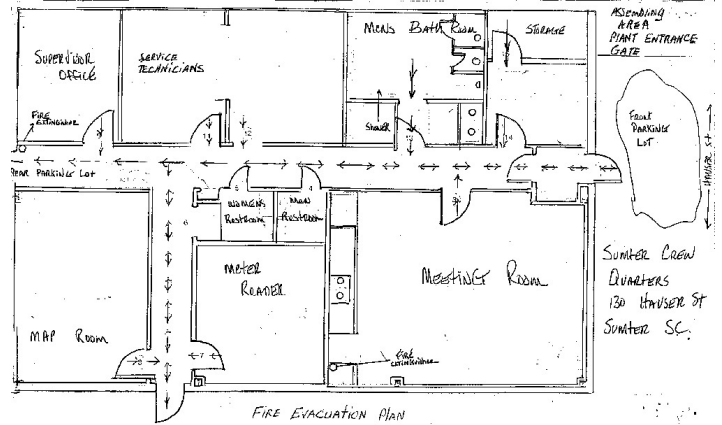 ASSEMBLING
AREA
PLANT ENTRANCE
GATE
SUPERVISOR
OFFICE
SERVICE
TECHNICIANS
MENS BATH ROOM
STORAGE
FIRE
EXTINGUISHER
SHOWER
FRONT
PARKING
LOT
HAUSER ST
REAR PARKING LOT
WOMENS
RESTROOM
MEN
RESTROOM
METER
READER
MEETING ROOM
MAP ROOM
FIRE
EXTINGUISHER
SUMTER CREW
QUARTERS
130 HAUSER ST
SUMTER SC.
FIRE EVACUATION PLAN